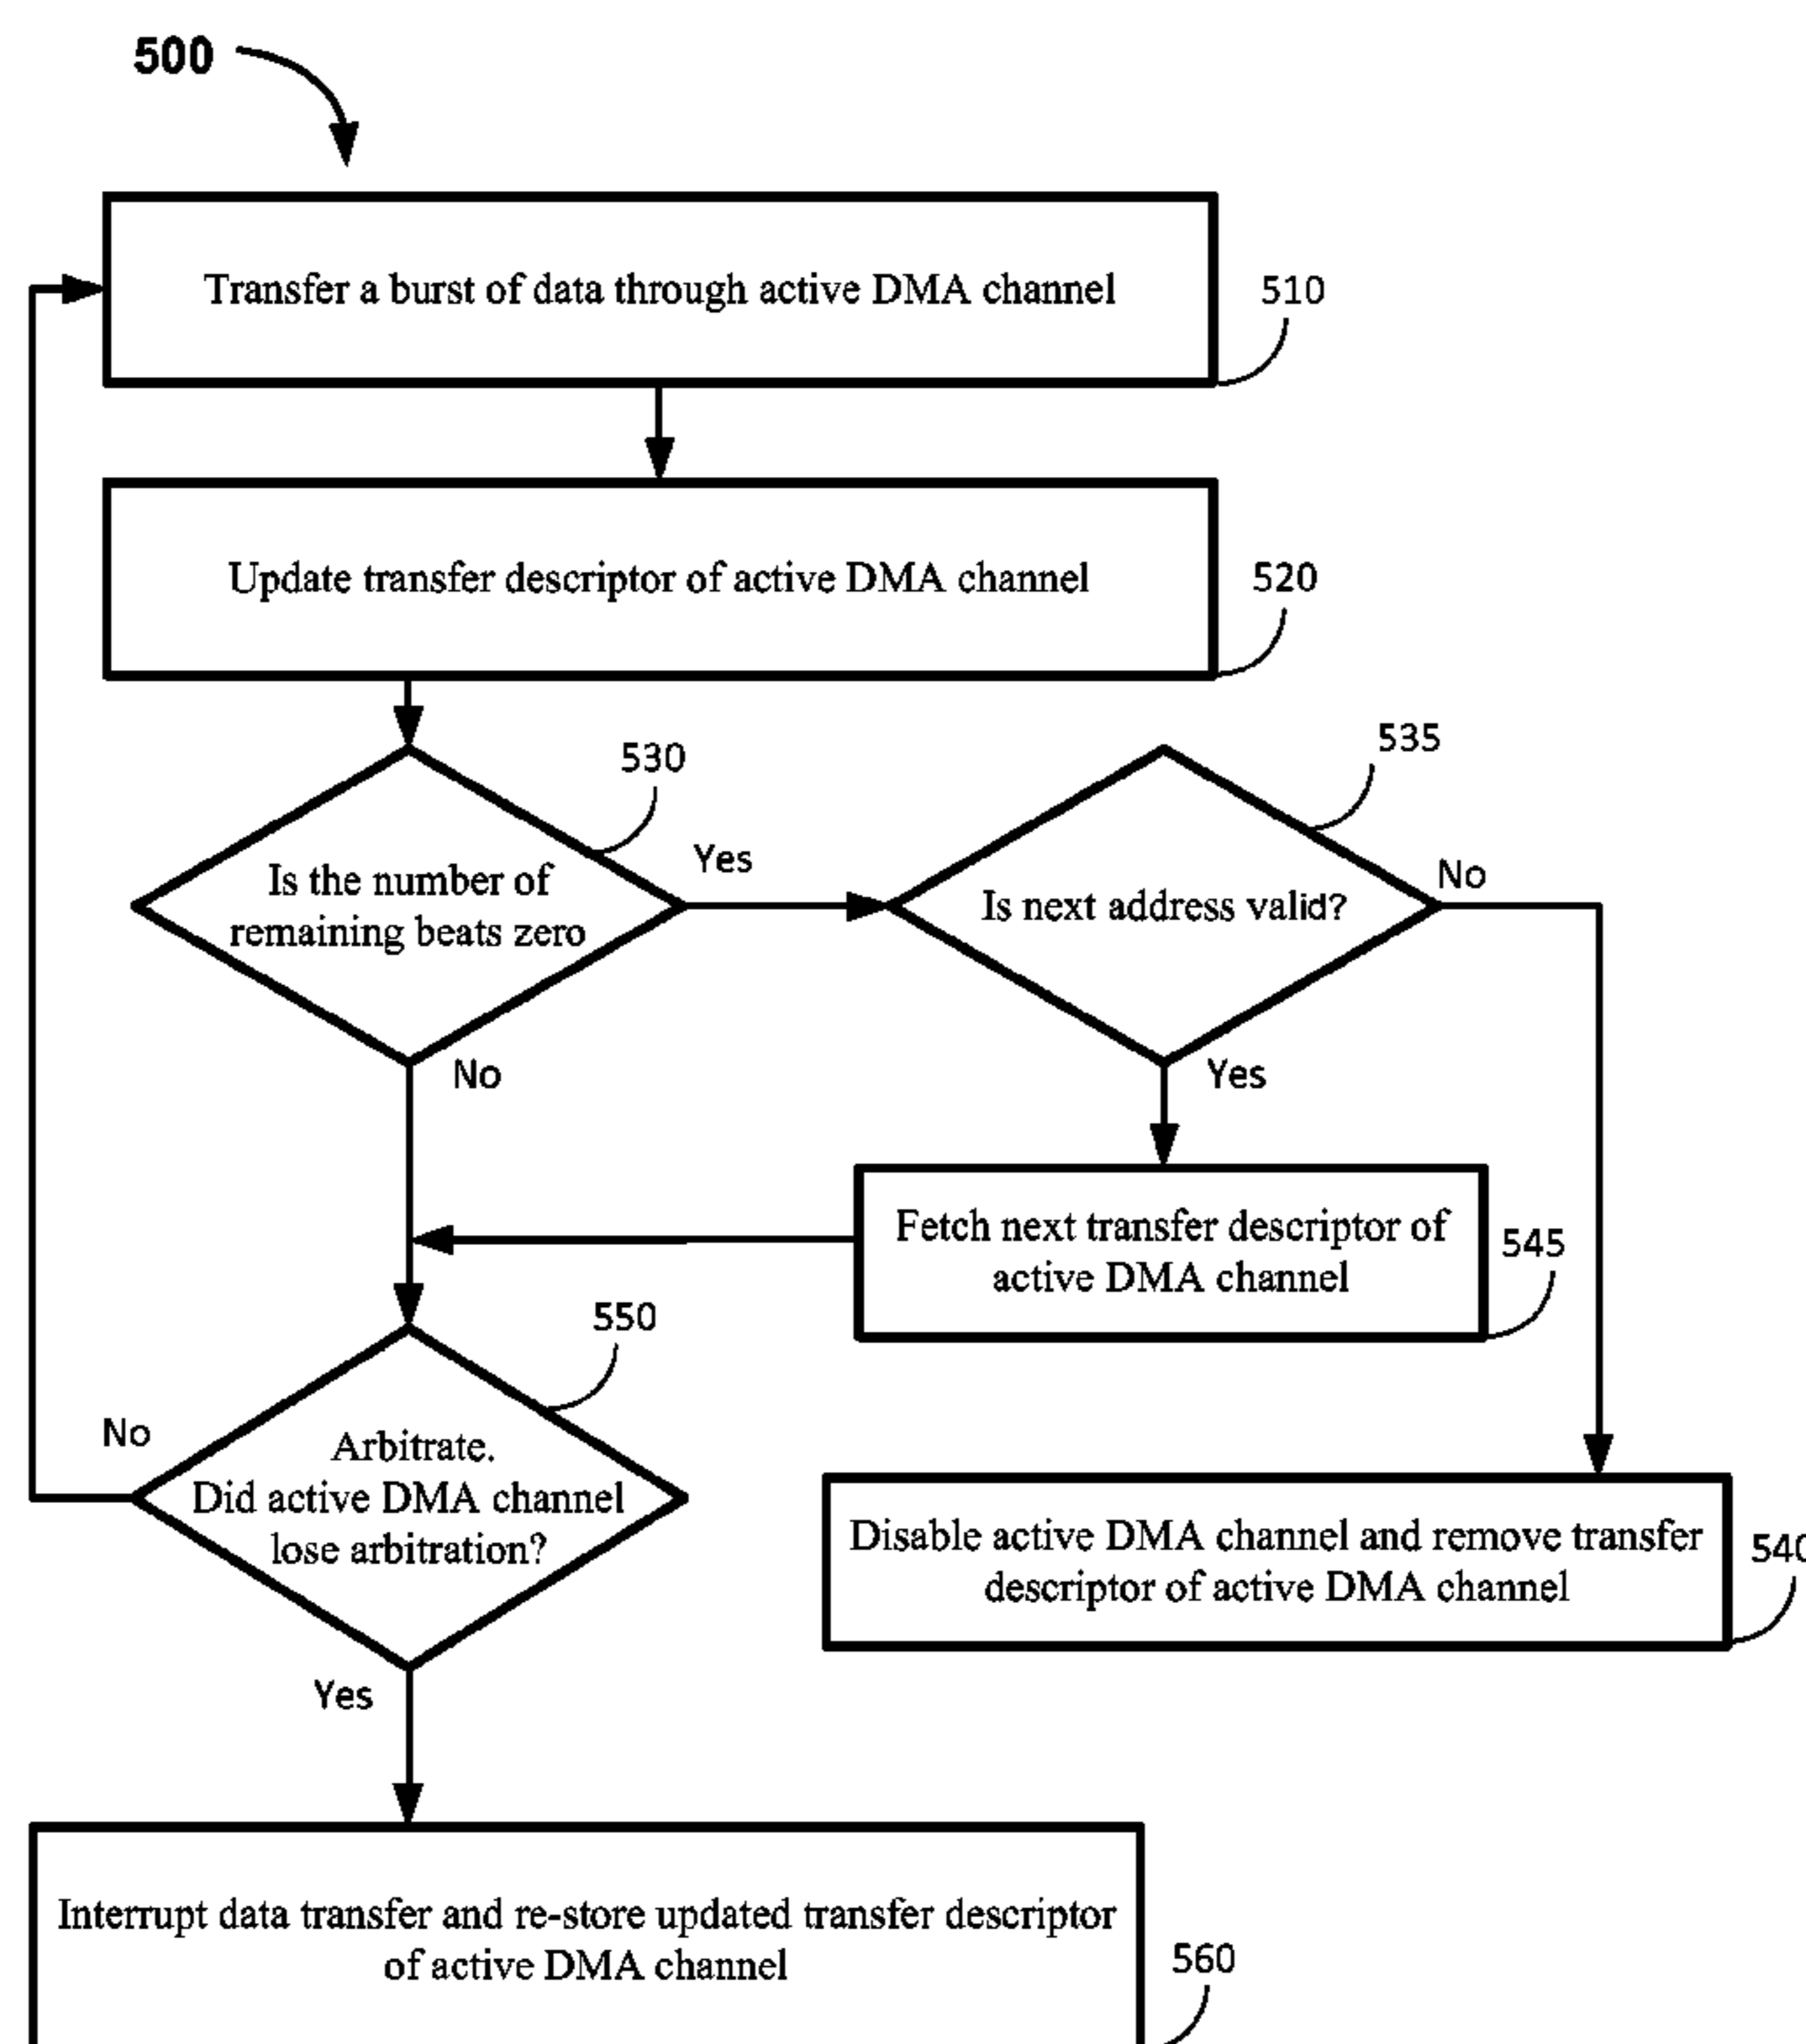 500
Transfer a burst of data through active DMA channel
510
Update transfer descriptor of active DMA channel
520
530
535
Is the number of
remaining beats zero
Yes
Is next address valid?
No
No
Yes
Fetch next transfer descriptor of
active DMA channel
545
550
No
Arbitrate.
Did active DMA channel
lose arbitration?
Disable active DMA channel and remove transfer
descriptor of active DMA channel
540
Yes
Interrupt data transfer and re-store updated transfer descriptor
of active DMA channel
560